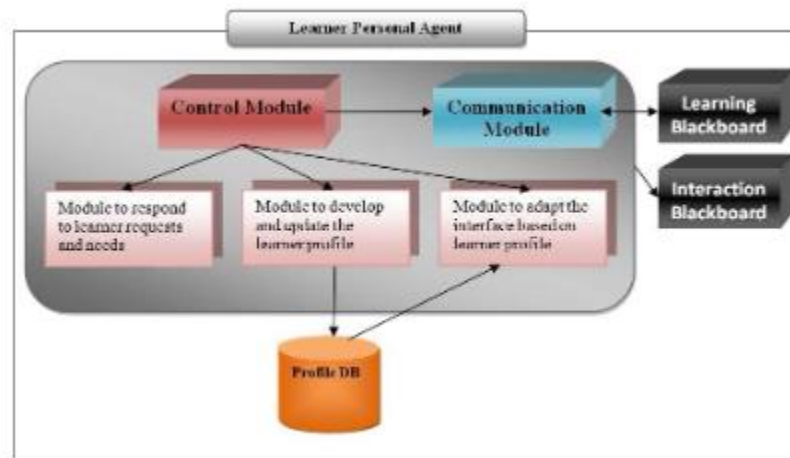 Learner Personal Agent
Control Module
Communication
Module
Learning
Blackboard
Interaction
Blackboard
Module to respond
to learner requests
and needs
Module to develop
and update the
learner profile
Module to adapt the
interface based on
learner profile
Profile DB